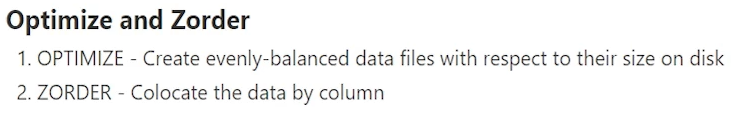 Optimize and Zorder
1. OPTIMIZE - Create evenly-balanced data files with respect to their size on disk
2. ZORDER - Colocate the data by column